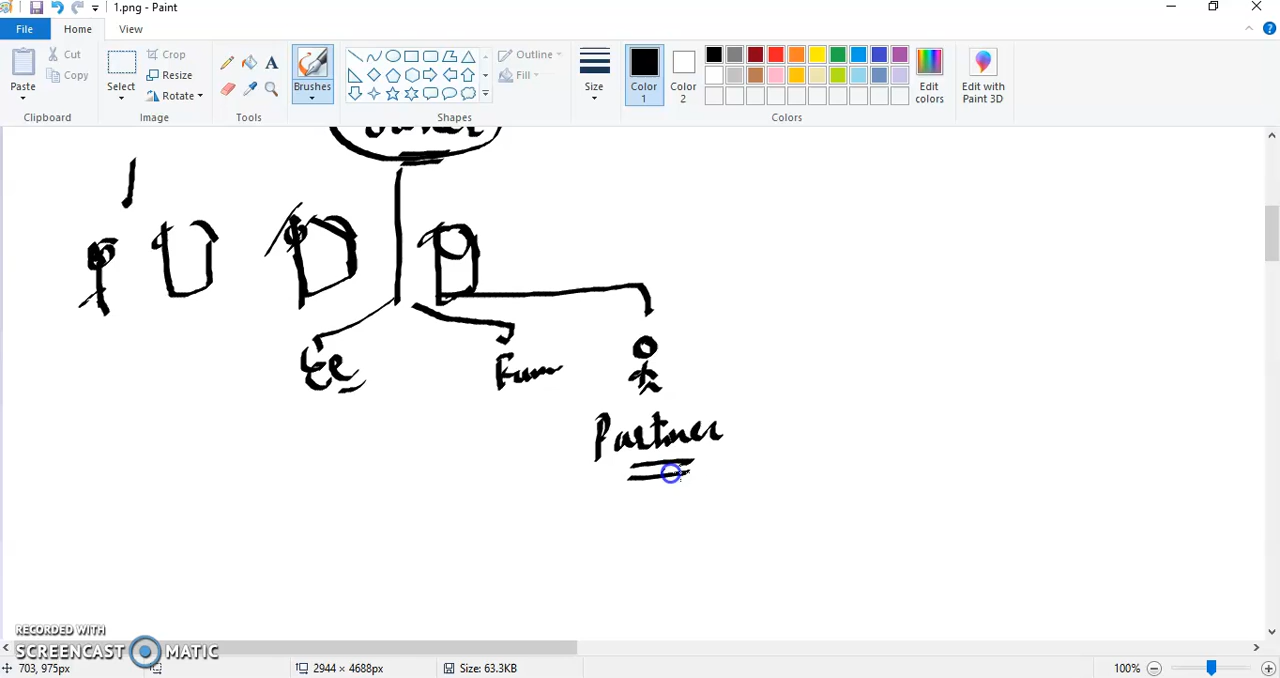 1.png - Paint
File Home View
Paste
Cut
Copy
Clipboard
Select
Crop
Resize
Rotate
Image
Tools
Brushes
Outline
Fill
Shapes
Size
Color 1
Color 2
Edit colors
Colors
Edit with Paint 3D
Partner
RECORDED WITH
SCREENCAST MATIC
703, 975px
2944 × 4688px
Size: 63.3KB
100%